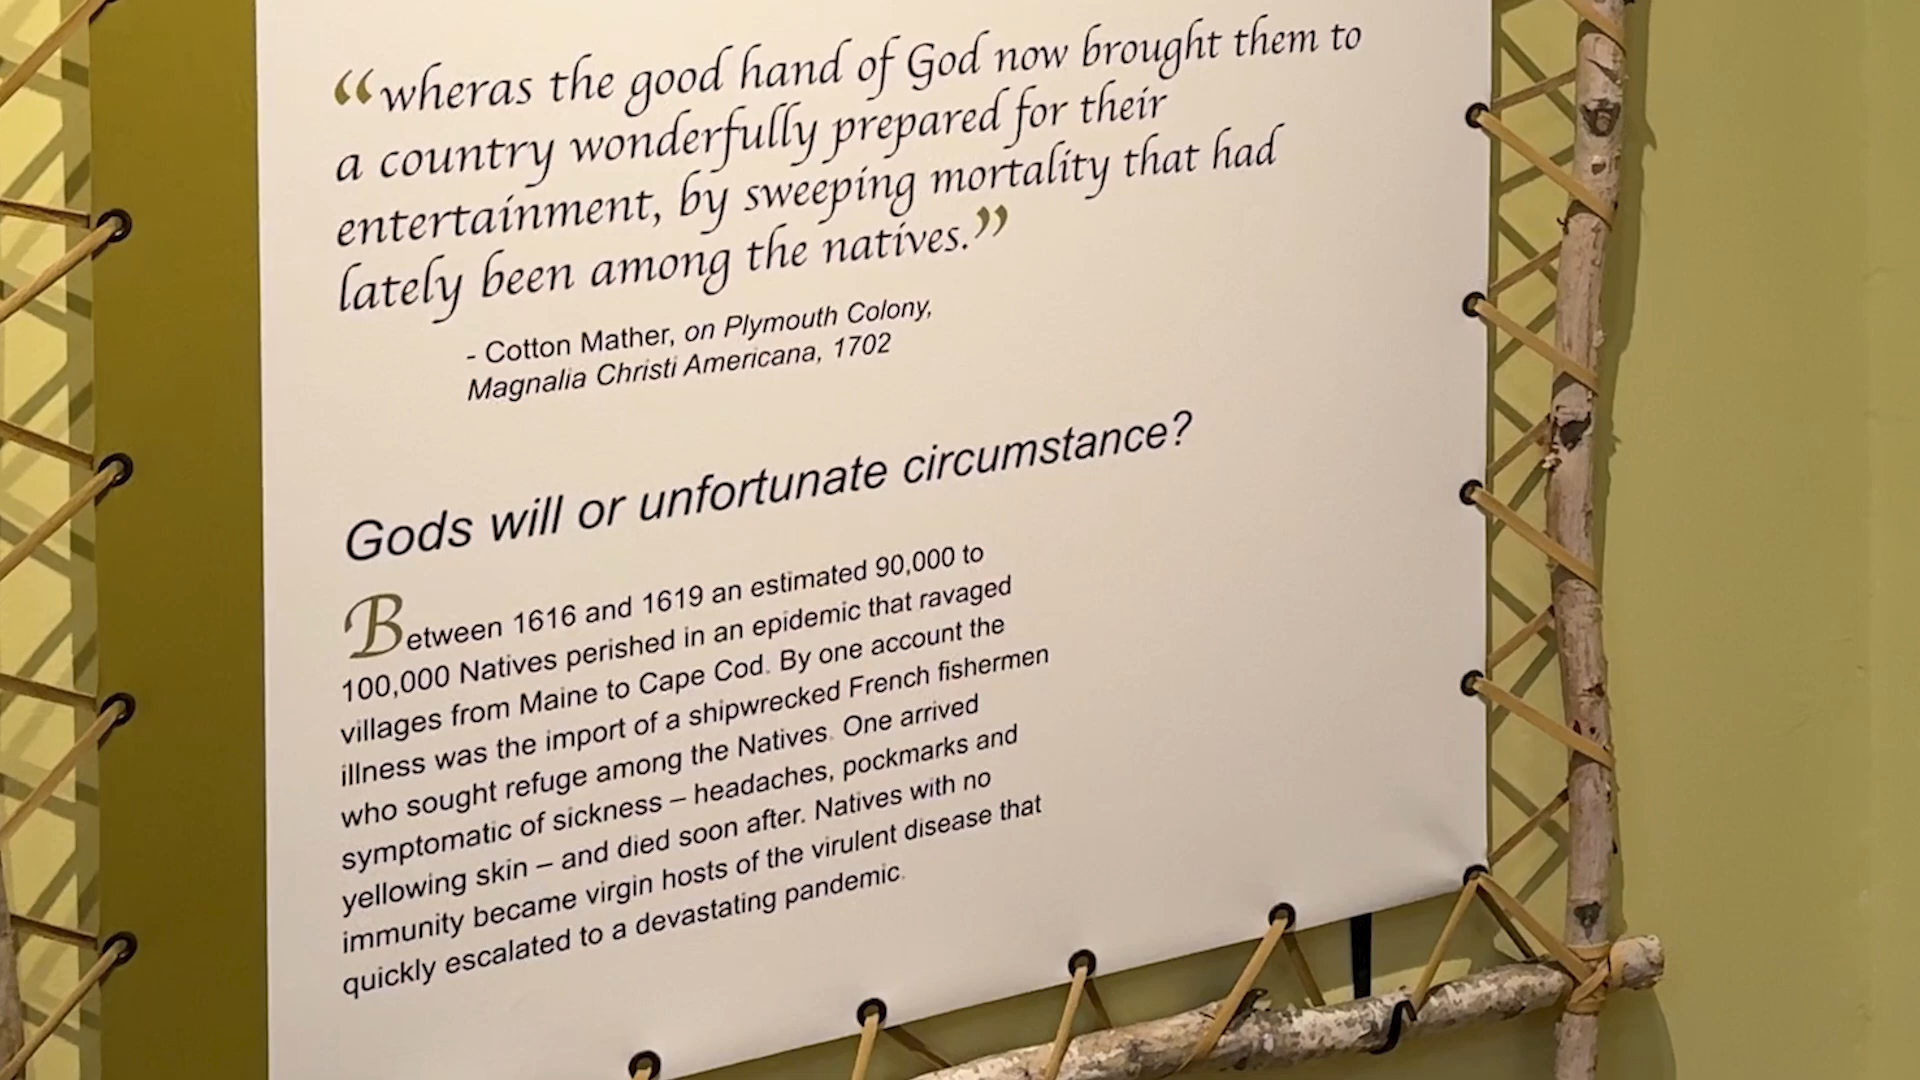 “wheras the good hand of God now brought them to
a country wonderfully prepared for their
entertainment, by sweeping mortality that had
lately been among the natives.”
- Cotton Mather, on Plymouth Colony,
Magnalia Christi Americana, 1702
Gods will or unfortunate circumstance?
Between 1616 and 1619 an estimated 90,000 to
100,000 Natives perished in an epidemic that ravaged
villages from Maine to Cape Cod. By one account the
illness was the import of a shipwrecked French fishermen
who sought refuge among the Natives. One arrived
symptomatic of sickness – headaches, pockmarks and
yellowing skin – and died soon after. Natives with no
immunity became virgin hosts of the virulent disease that
quickly escalated to a devastating pandemic.